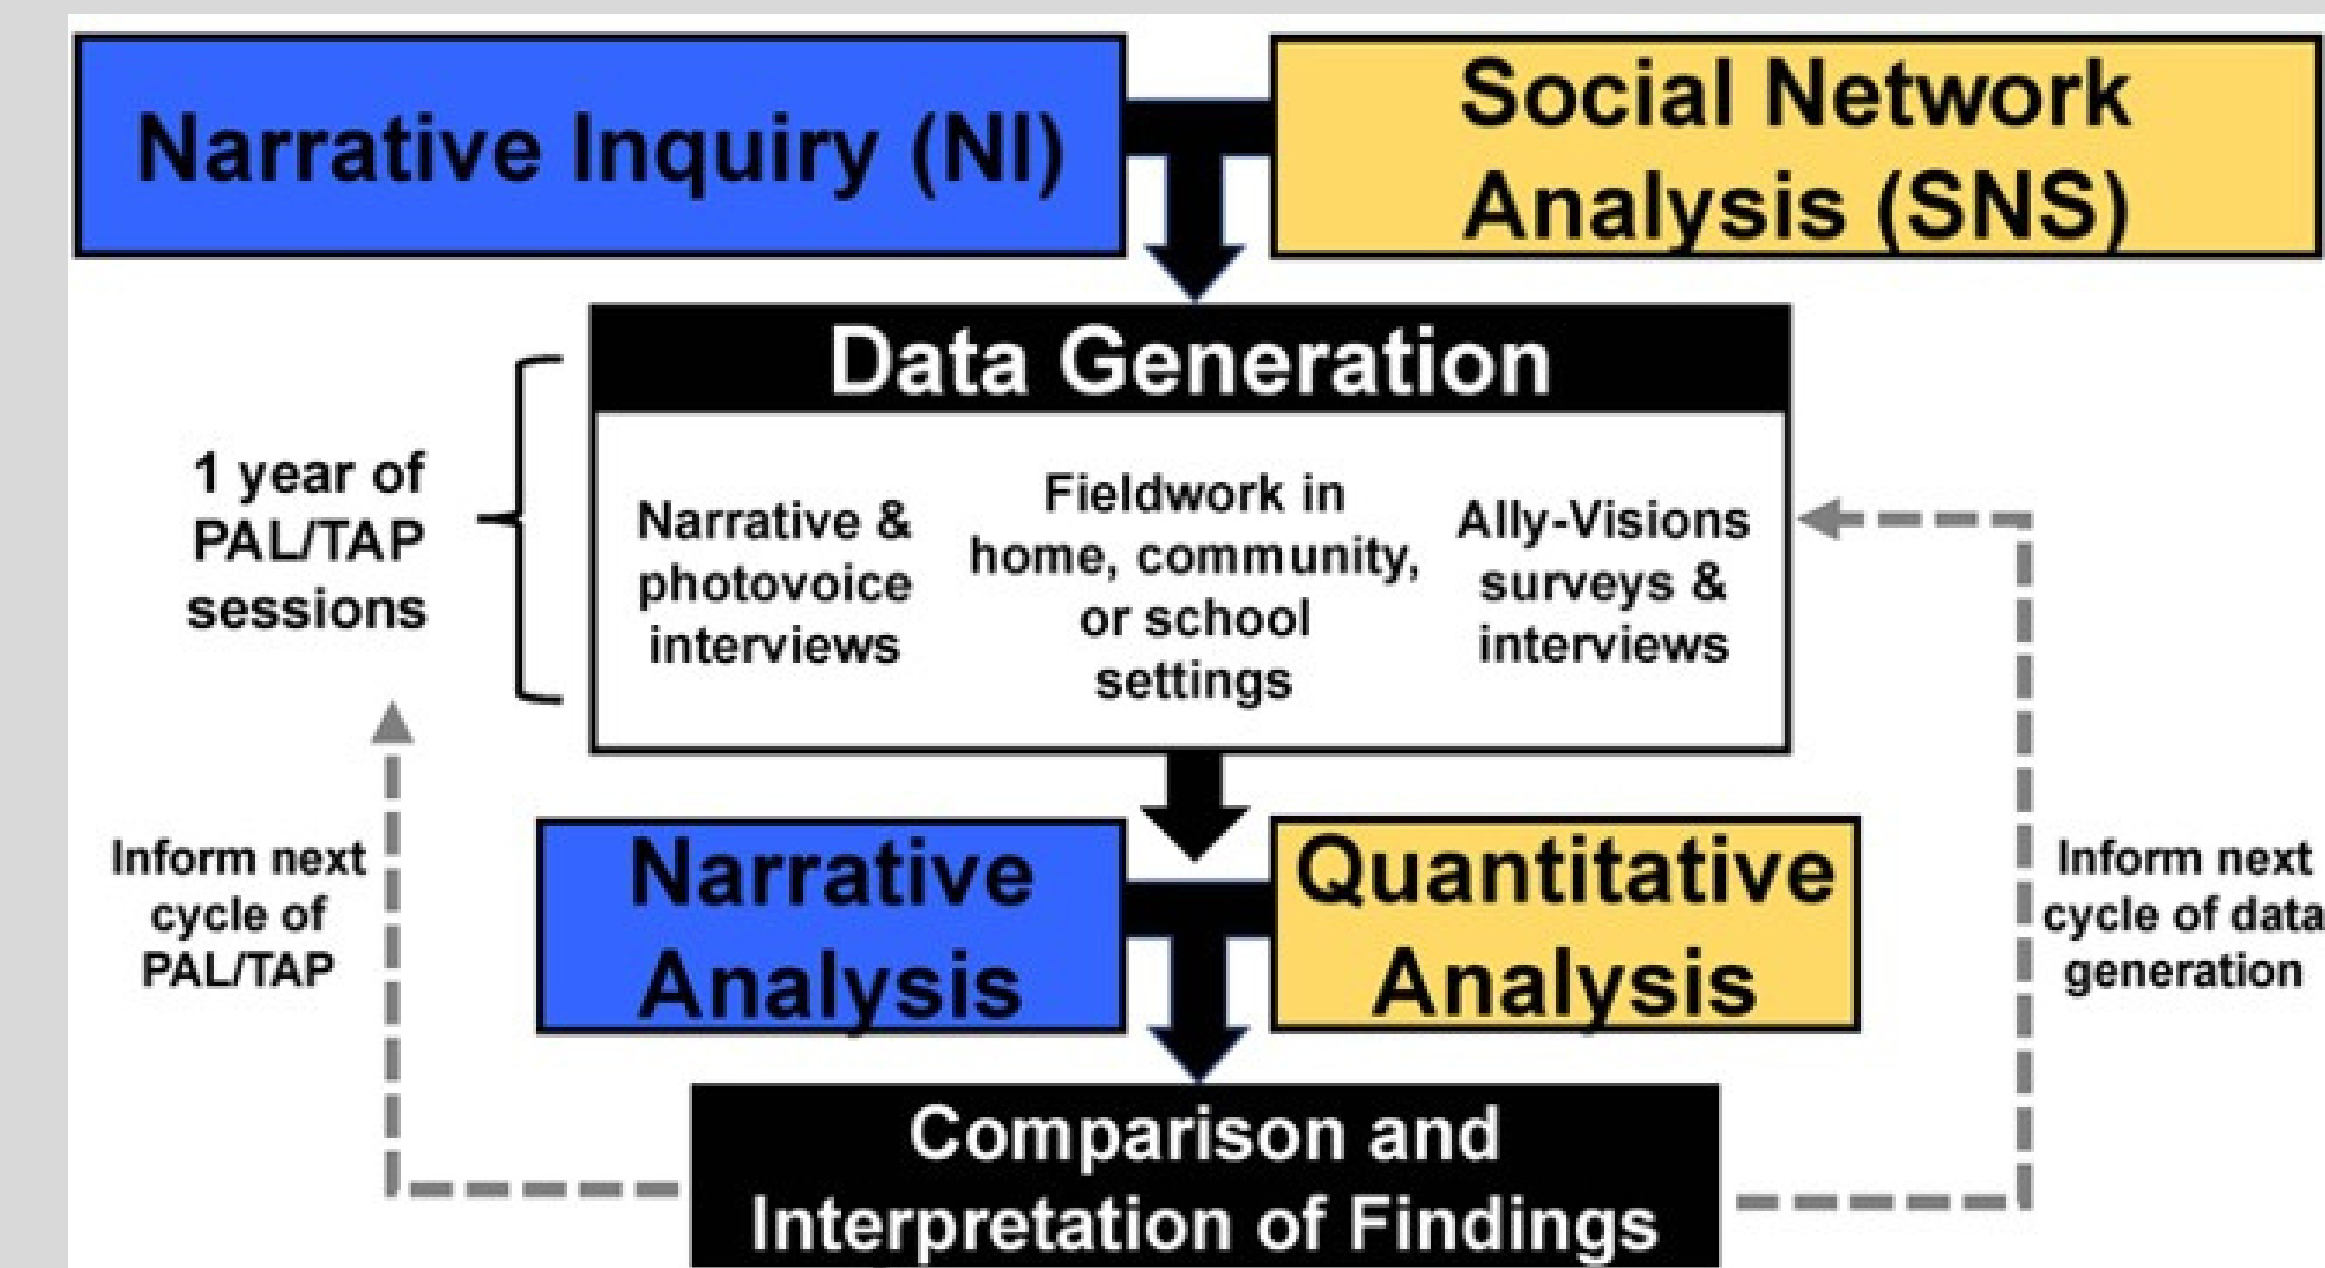 Narrative Inquiry (NI)
Social Network
Analysis (SNS)
Data Generation
1 year of
PAL/TAP
sessions
Narrative &
photovoice
interviews
Fieldwork in
home, community,
or school
settings
Ally-Visions
surveys &
interviews
Inform next
cycle of
PAL/TAP
Narrative
Analysis
Quantitative
Analysis
Inform next
cycle of data
generation
Comparison and
Interpretation of Findings